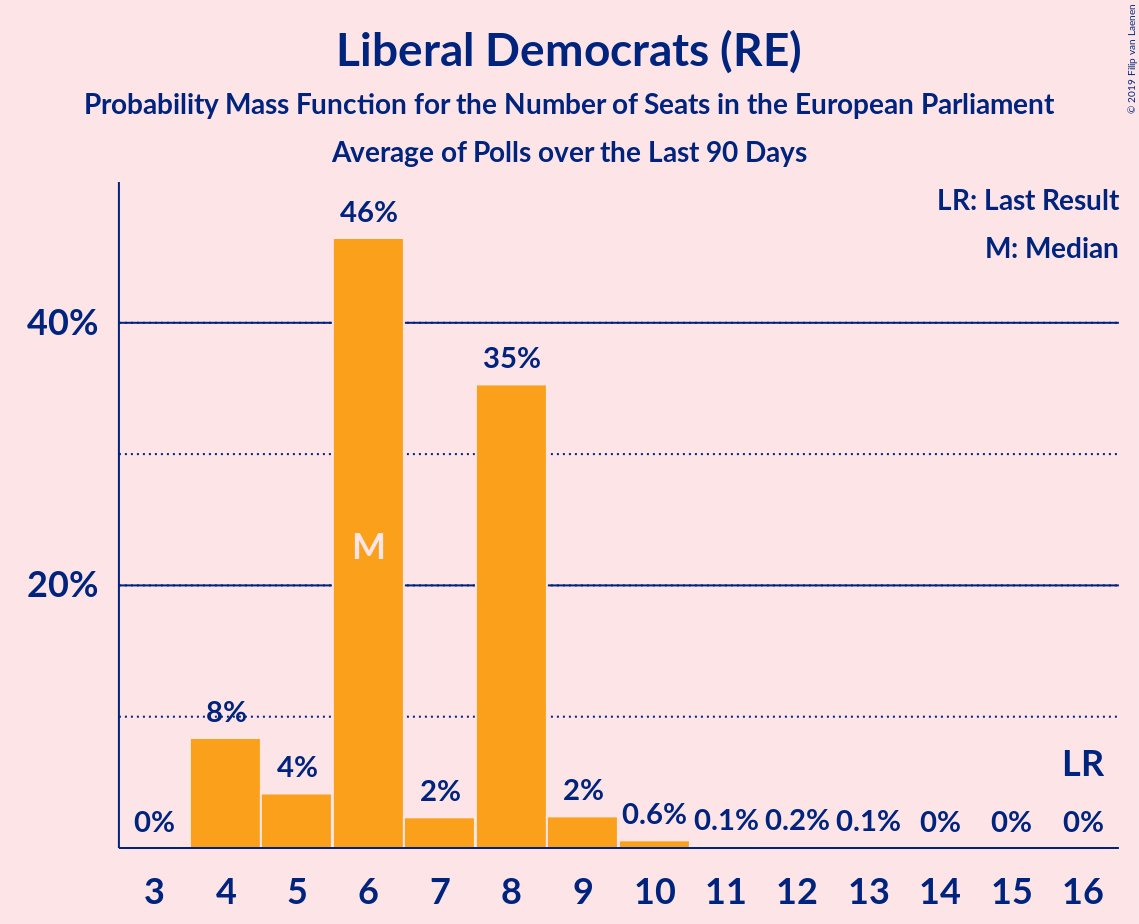 Liberal Democrats (RE)
Probability Mass Function for the Number of Seats in the European Parliament
Average of Polls over the Last 90 Days
© 2019 Filip van Laenen
LR: Last Result
M: Median
46%
40%
35%
M
20%
8%
4%
2%
2%
LR
0%
0.6%
0.1%
0.2%
0.1%
0%
0%
0%
3 4 5 6 7 8 9 10 11 12 13 14 15 16